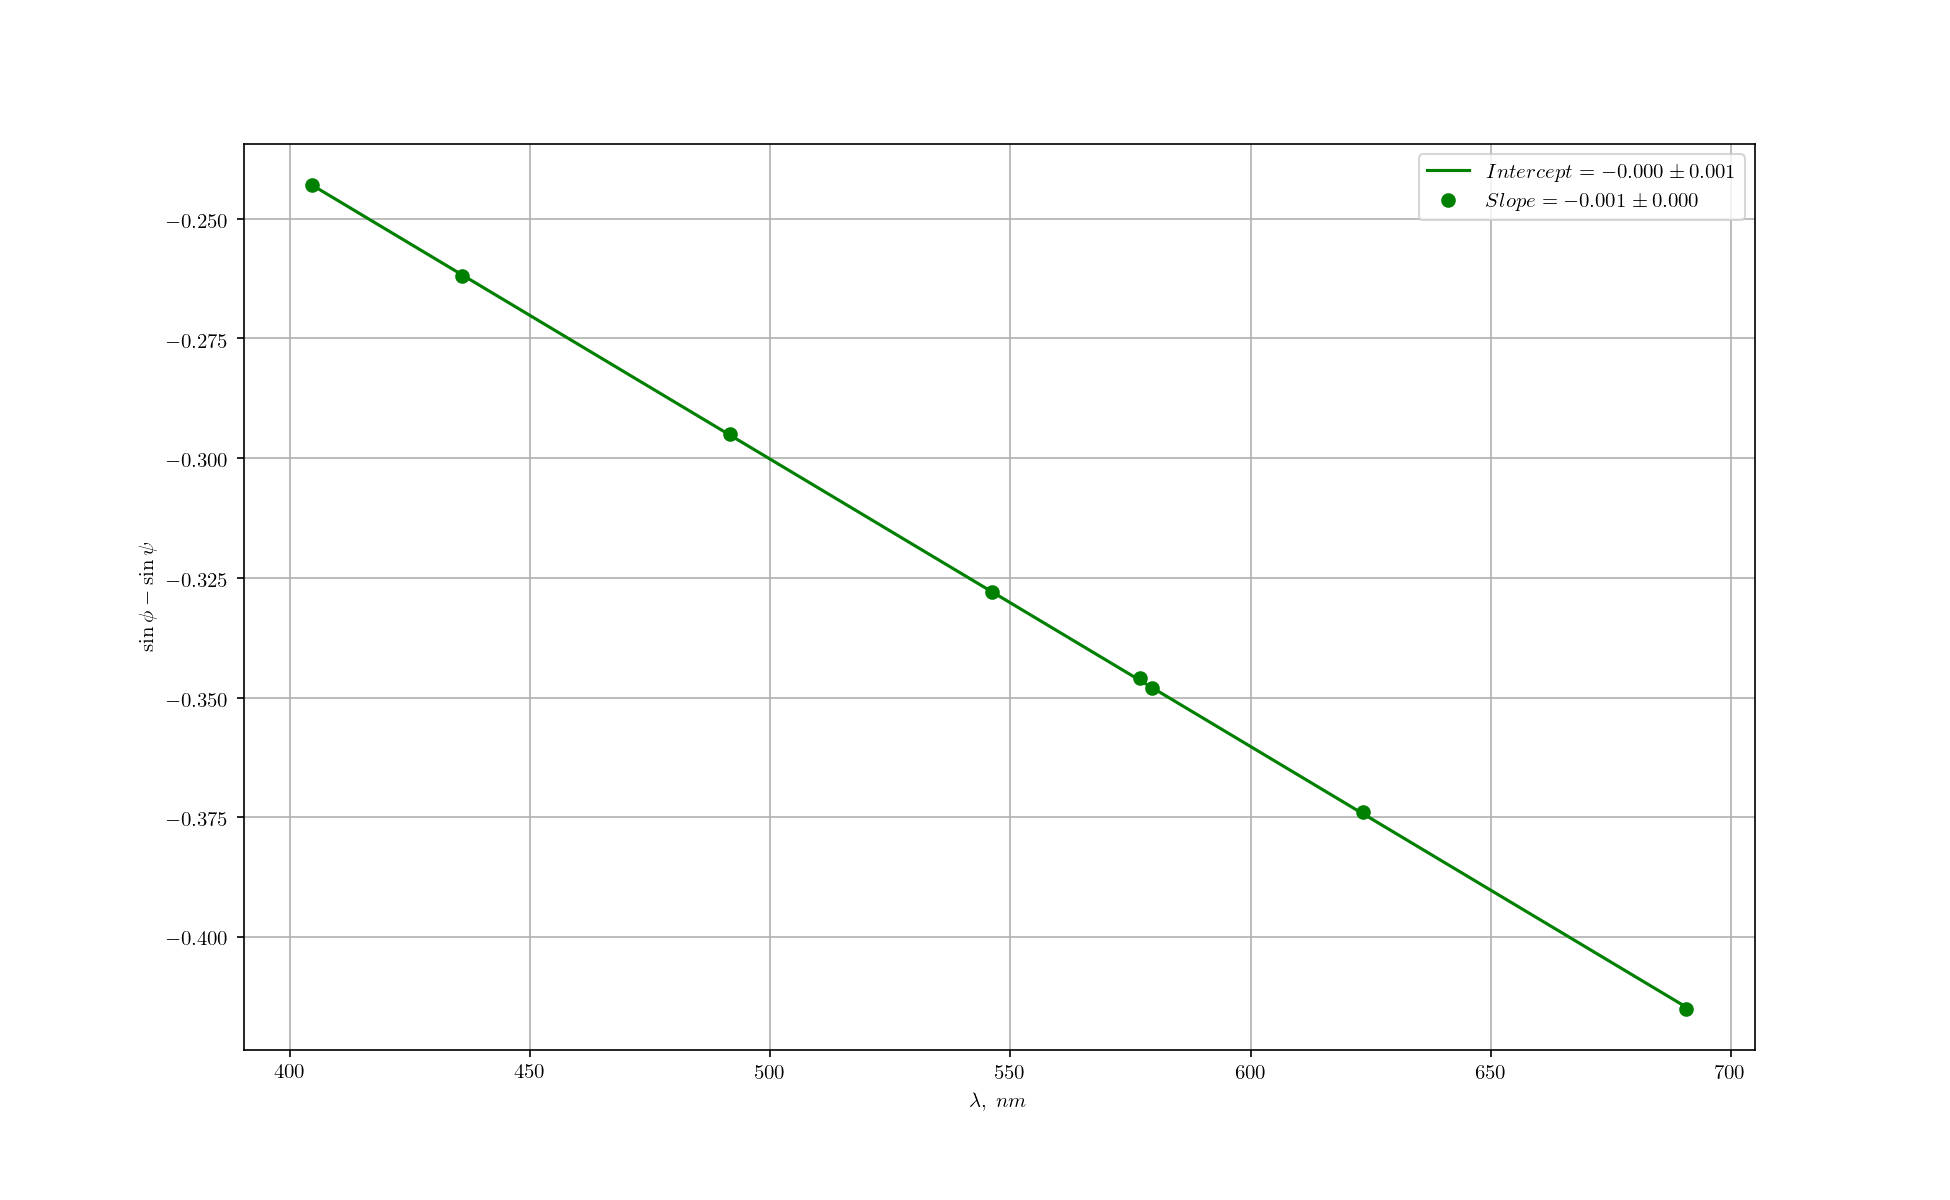 Intercept = −0.000 ± 0.001
Slope = −0.001 ± 0.000
−0.250
−0.275
−0.300
−0.325
−0.350
−0.375
−0.400
sin ϕ − sin ψ
400 450 500 550 600 650 700
λ, nm